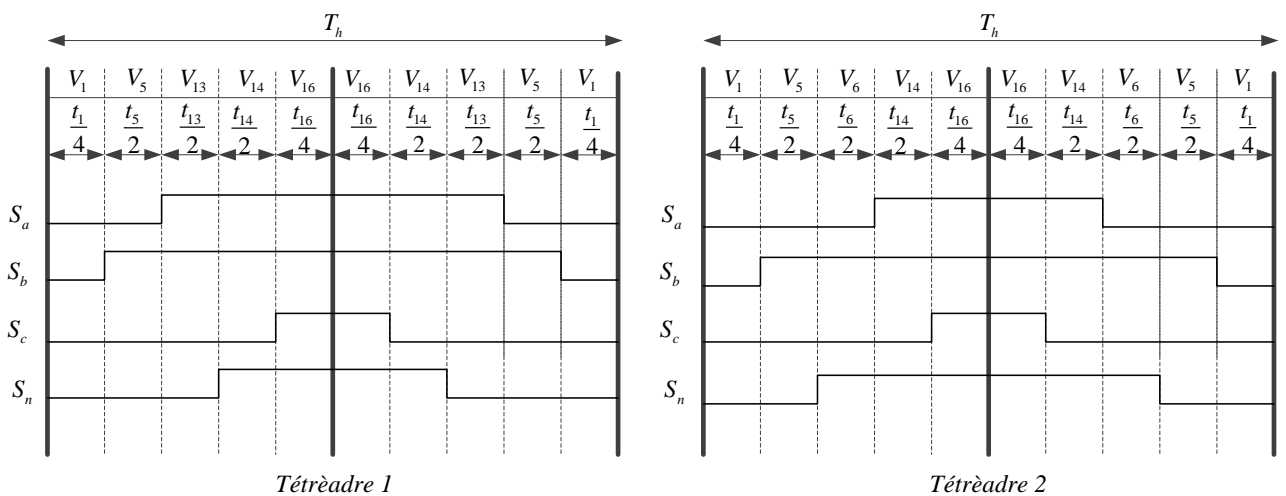 T_h T_h
V_1 V_5 V_13 V_14 V_16 V_16 V_14 V_13 V_5 V_1 V_1 V_5 V_6 V_14 V_16 V_16 V_14 V_6 V_5 V_1
t_1/4 t_5/2 t_13/2 t_14/2 t_16/4 t_16/4 t_14/2 t_13/2 t_5/2 t_1/4 t_1/4 t_5/2 t_6/2 t_14/2 t_16/4 t_16/4 t_14/2 t_6/2 t_5/2 t_1/4
S_a S_a
S_b S_b
S_c S_c
S_n S_n
Tétrèadre 1 Tétrèadre 2